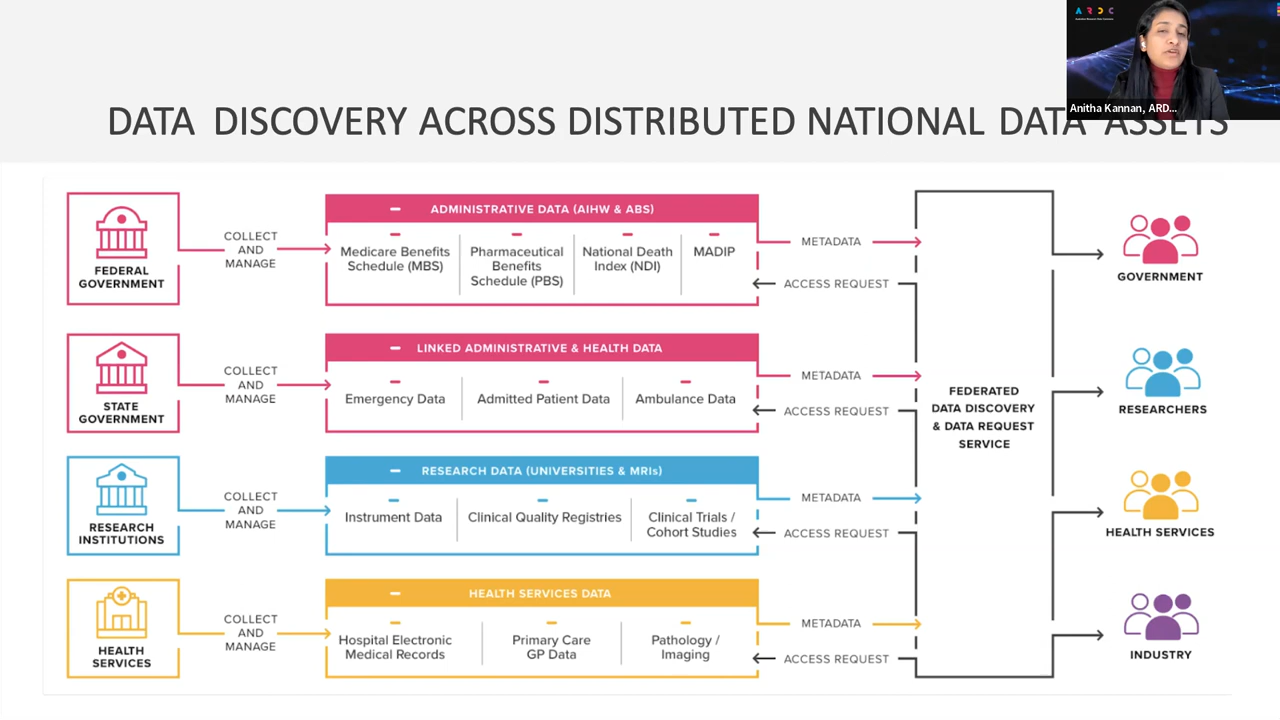 A R D C
Anitha Kannan, ARD...
DATA DISCOVERY ACROSS DISTRIBUTED NATIONAL DATA ASSETS
FEDERAL
GOVERNMENT
COLLECT
AND
MANAGE
ADMINISTRATIVE DATA (AIHW & ABS)
Medicare Benefits
Schedule (MBS)
Pharmaceutical
Benefits
Schedule (PBS)
National Death
Index (NDI)
MADIP
METADATA
ACCESS REQUEST
STATE
GOVERNMENT
COLLECT
AND
MANAGE
LINKED ADMINISTRATIVE & HEALTH DATA
Emergency Data
Admitted Patient Data
Ambulance Data
METADATA
ACCESS REQUEST
RESEARCH
INSTITUTIONS
COLLECT
AND
MANAGE
RESEARCH DATA (UNIVERSITIES & MRIs)
Instrument Data
Clinical Quality Registries
Clinical Trials /
Cohort Studies
METADATA
ACCESS REQUEST
HEALTH
SERVICES
COLLECT
AND
MANAGE
HEALTH SERVICES DATA
Hospital Electronic
Medical Records
Primary Care
GP Data
Pathology /
Imaging
METADATA
ACCESS REQUEST
FEDERATED
DATA DISCOVERY
& DATA REQUEST
SERVICE
GOVERNMENT
RESEARCHERS
HEALTH SERVICES
INDUSTRY